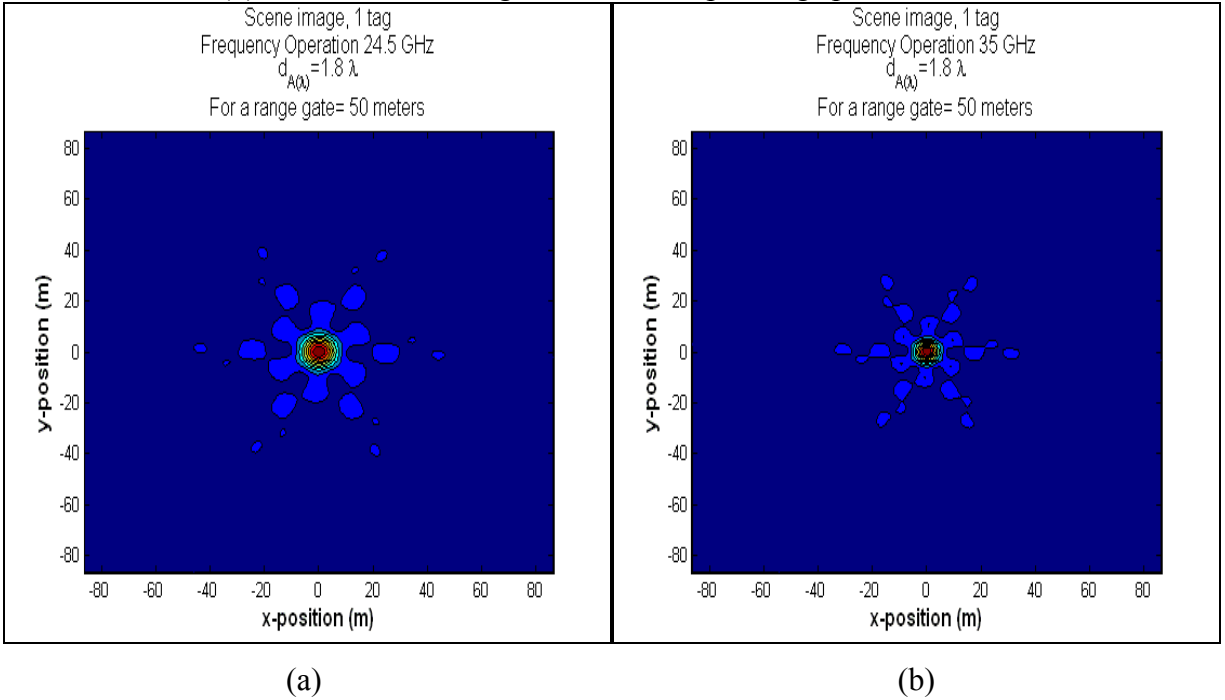 Scene image, 1 tag
Frequency Operation 24.5 GHz
d_A(λ)=1.8 λ
For a range gate= 50 meters
80
60
40
20
0
-20
-40
-60
-80
y-position (m)
-80 -60 -40 -20 0 20 40 60 80
x-position (m)
(a)
Scene image, 1 tag
Frequency Operation 35 GHz
d_A(λ)=1.8 λ
For a range gate= 50 meters
80
60
40
20
0
-20
-40
-60
-80
y-position (m)
-80 -60 -40 -20 0 20 40 60 80
x-position (m)
(b)